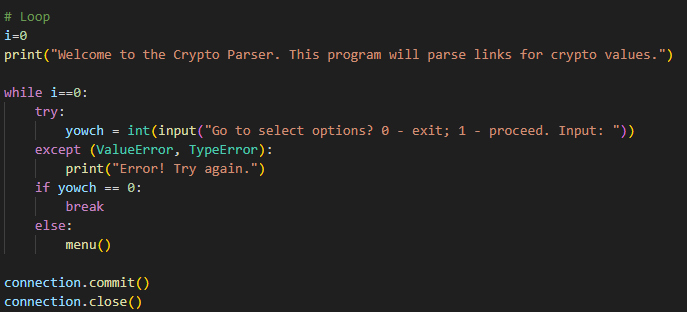 # Loop
i=0
print("Welcome to the Crypto Parser. This program will parse links for crypto values.")
while i==0:
    try:
        yowch = int(input("Go to select options? 0 - exit; 1 - proceed. Input: "))
    except (ValueError, TypeError):
        print("Error! Try again.")
    if yowch == 0:
        break
    else:
        menu()
connection.commit()
connection.close()